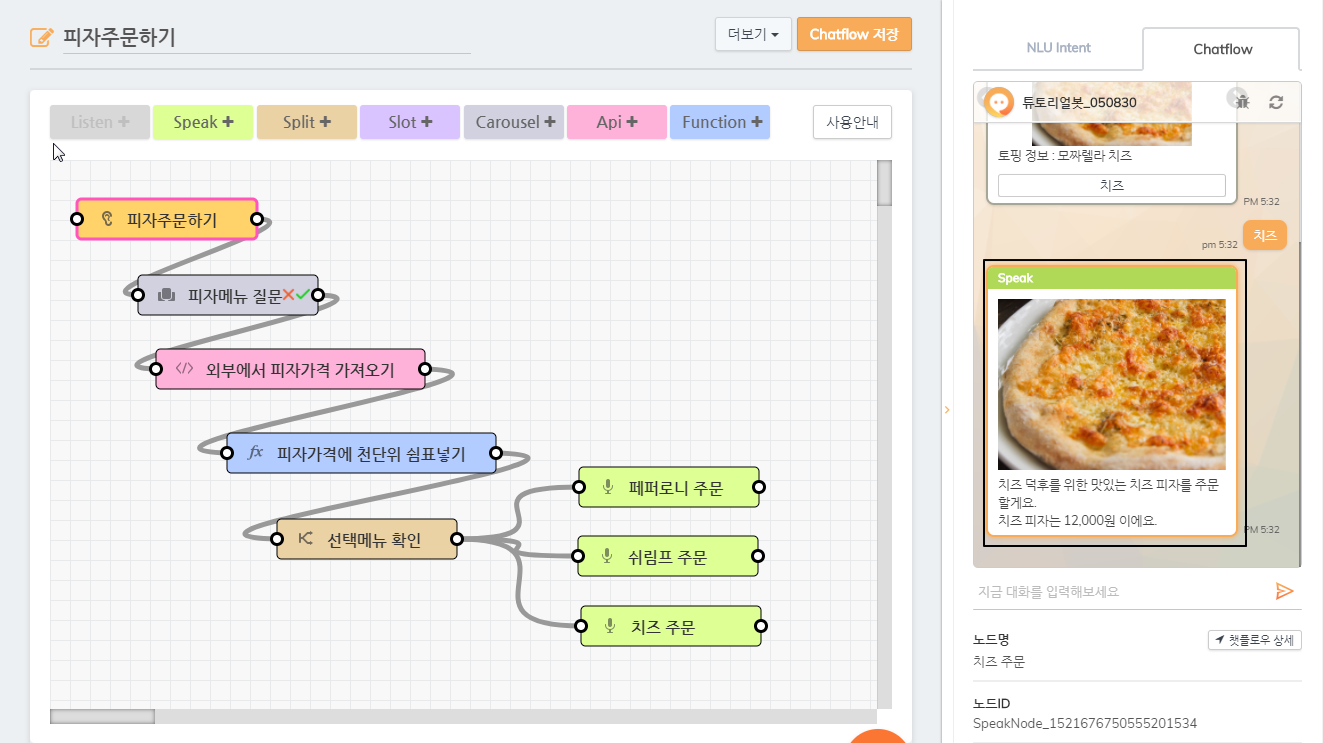 피자주문하기
더보기
Chatflow 저장
Listen +
Speak +
Split +
Slot +
Carousel +
Api +
Function +
사용안내
피자주문하기
피자메뉴 질문
</> 외부에서 피자가격 가져오기
fx 피자가격에 천단위 쉼표넣기
선택메뉴 확인
페퍼로니 주문
쉬림프 주문
치즈 주문
NLU Intent
Chatflow
튜토리얼봇_050830
토핑 정보 : 모짜렐라 치즈
치즈
PM 5:32
pm 5:32
치즈
Speak
치즈 덕후를 위한 맛있는 치즈 피자를 주문
할게요.
치즈 피자는 12,000원 이에요.
PM 5:32
지금 대화를 입력해보세요
노드명
챗플로우 상세
치즈 주문
노드ID
SpeakNode_1521676750555201534